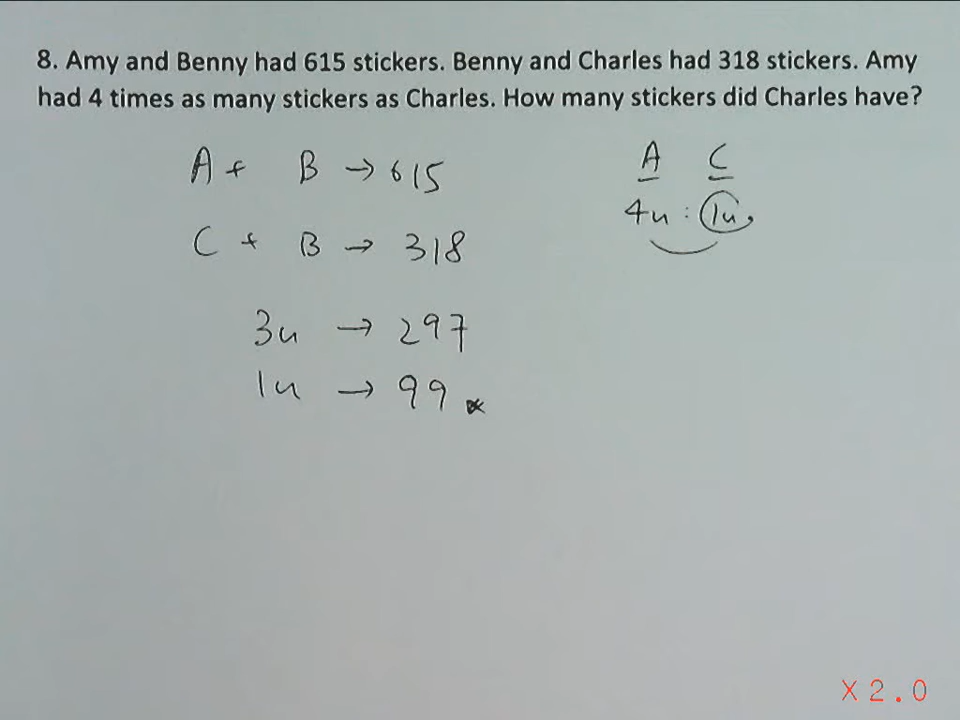 8. Amy and Benny had 615 stickers. Benny and Charles had 318 stickers. Amy
had 4 times as many stickers as Charles. How many stickers did Charles have?
A + B → 615
A C
4u : 1u
C + B → 318
3u → 297
1u → 99
X2.0